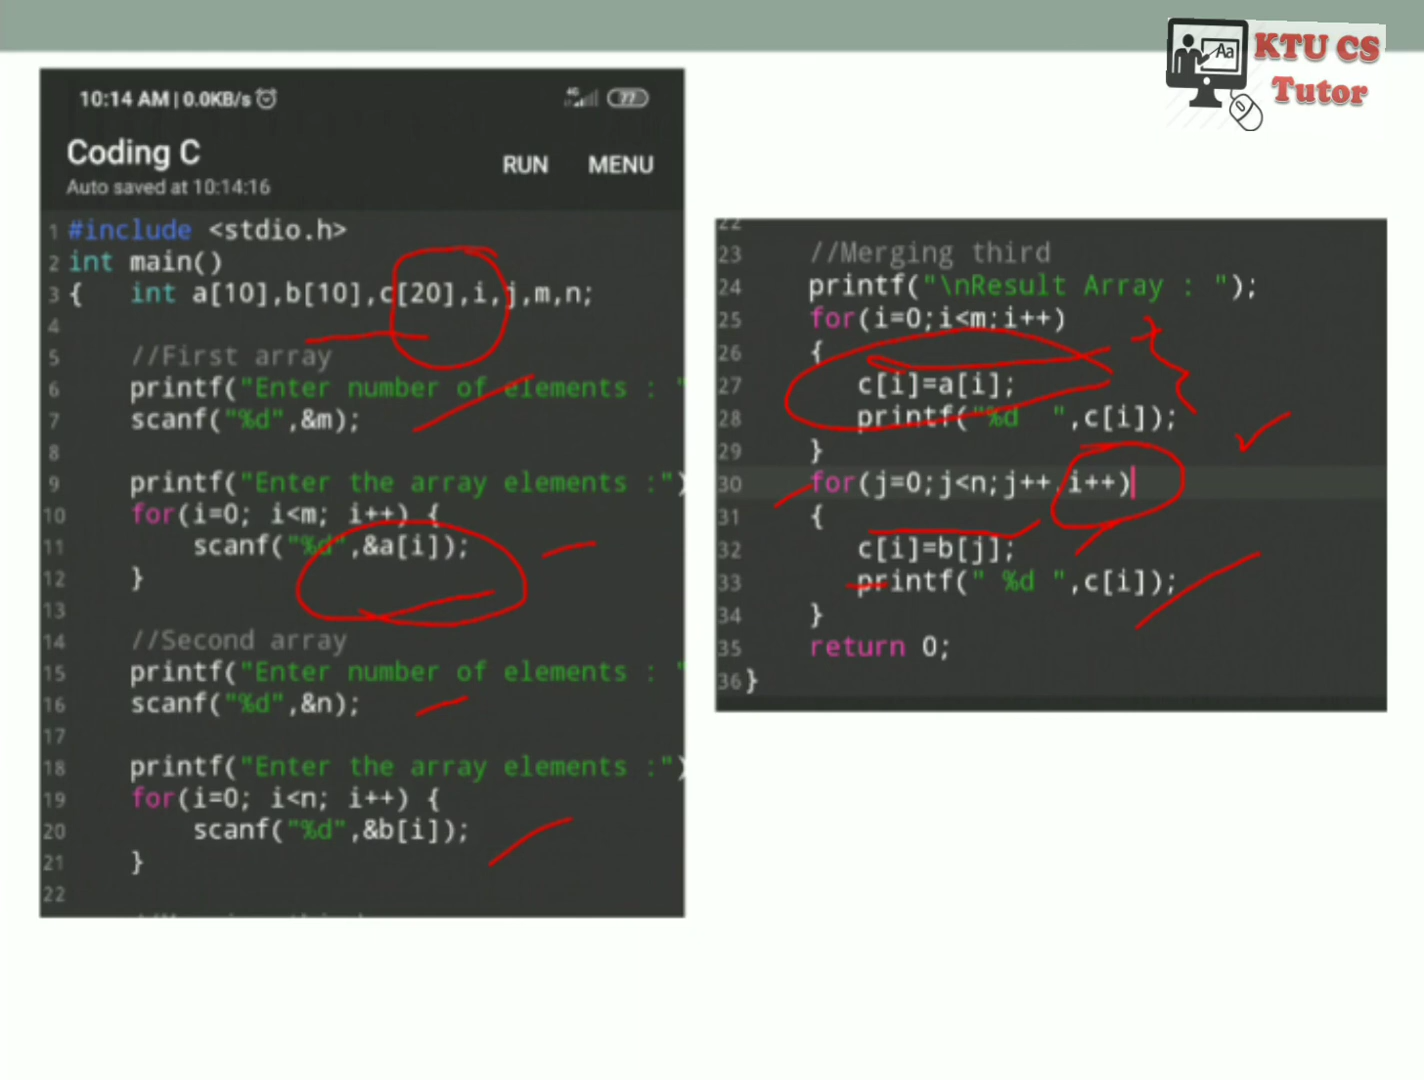 KTU CS
Tutor
Aa
10:14 AM | 0.0KB/s
4G
77
Coding C
RUN MENU
Auto saved at 10:14:16
1 #include <stdio.h>
2 int main()
3 { int a[10],b[10],c[20],i,j,m,n;
4
5 //First array
6 printf("Enter number of elements : "
7 scanf("%d",&m);
8
9 printf("Enter the array elements :")
10 for(i=0; i<m; i++) {
11 scanf("%d",&a[i]);
12 }
13
14 //Second array
15 printf("Enter number of elements : "
16 scanf("%d",&n);
17
18 printf("Enter the array elements :")
19 for(i=0; i<n; i++) {
20 scanf("%d",&b[i]);
21 }
22
22
23 //Merging third
24 printf("\nResult Array : ");
25 for(i=0;i<m;i++)
26 {
27 c[i]=a[i];
28 printf("%d ",c[i]);
29 }
30 for(j=0;j<n;j++,i++)
31 {
32 c[i]=b[j];
33 printf(" %d ",c[i]);
34 }
35 return 0;
36 }